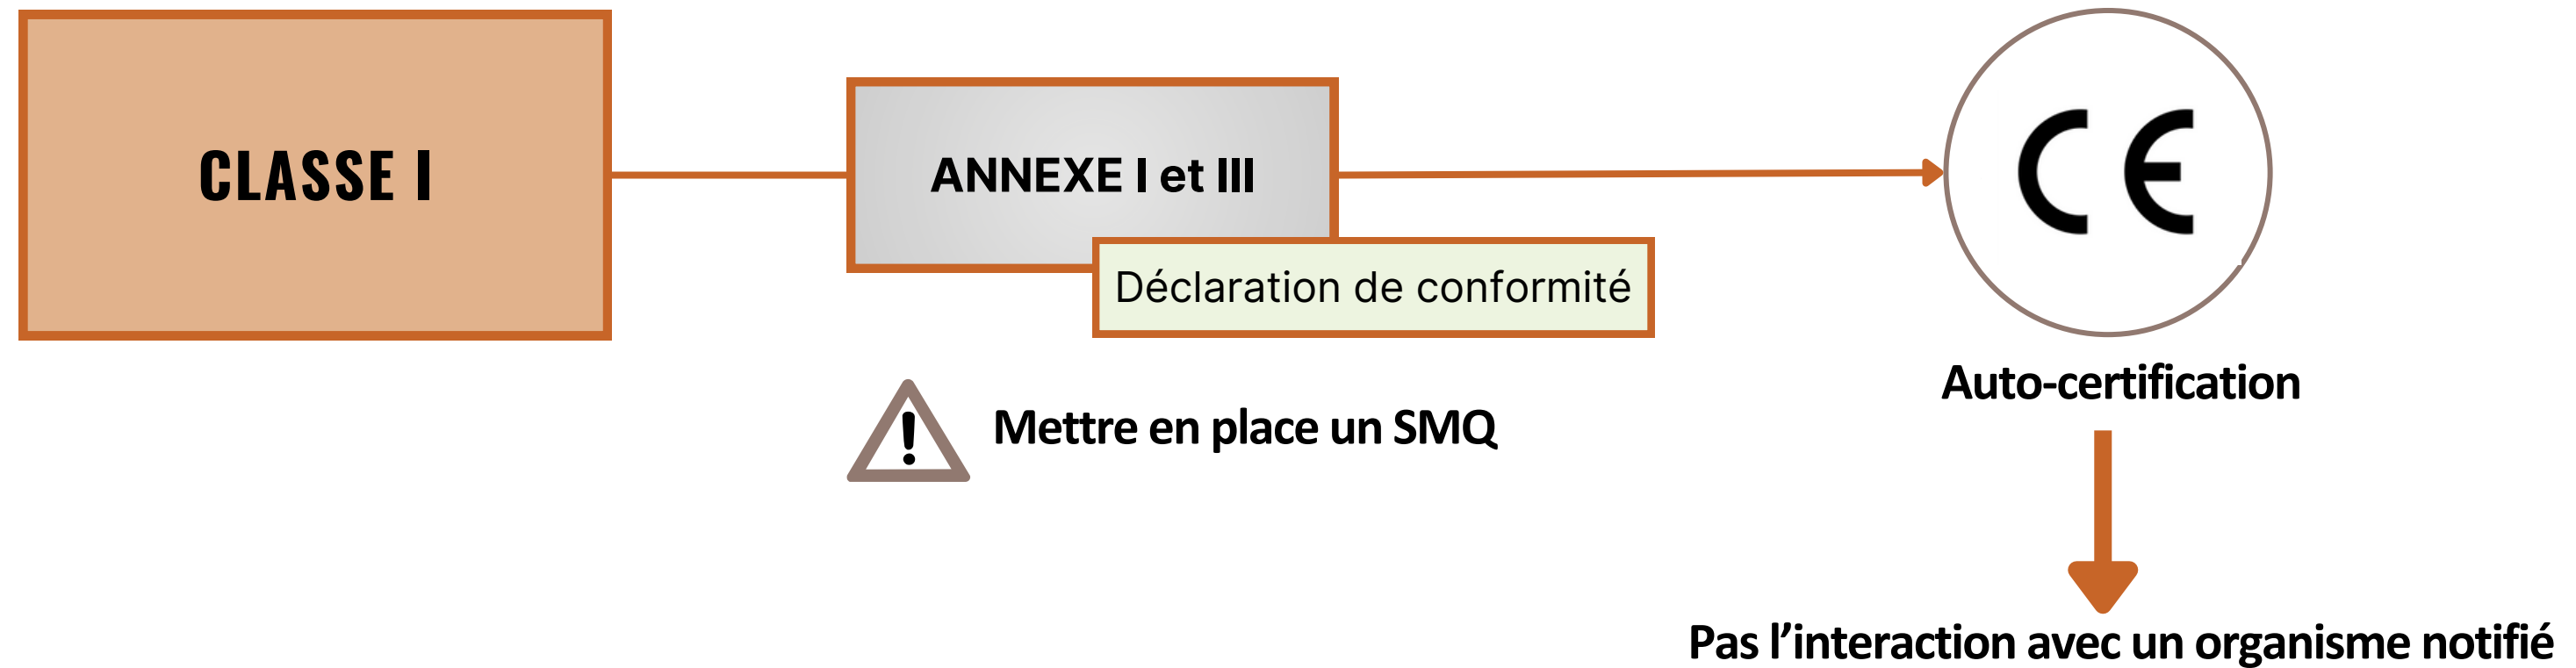 CLASSE I
ANNEXE I et III
Déclaration de conformité
CE
Auto-certification
! Mettre en place un SMQ
Pas l’interaction avec un organisme notifié